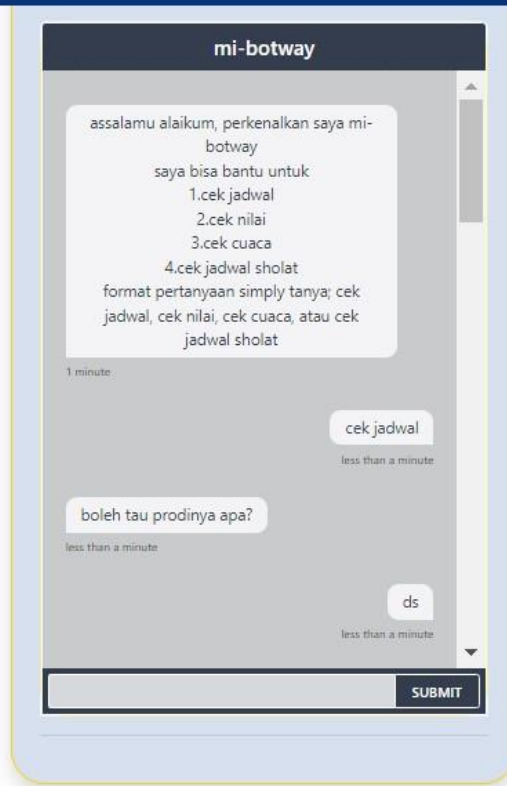 mi-botway
assalamu alaikum, perkenalkan saya mi-
botway
saya bisa bantu untuk
1.cek jadwal
2.cek nilai
3.cek cuaca
4.cek jadwal sholat
format pertanyaan simply tanya; cek
jadwal, cek nilai, cek cuaca, atau cek
jadwal sholat
1 minute
cek jadwal
less than a minute
boleh tau prodinya apa?
less than a minute
ds
less than a minute
SUBMIT